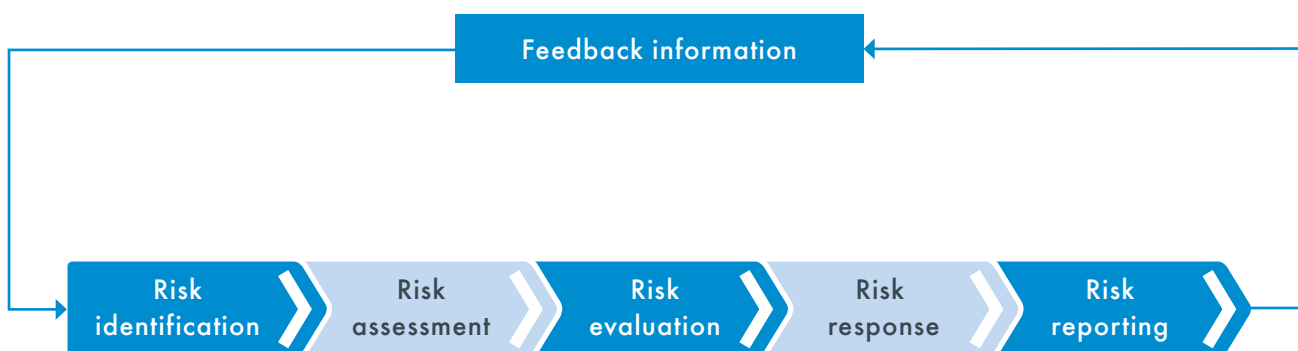 Feedback information
Risk
identification
Risk
assessment
Risk
evaluation
Risk
response
Risk
reporting